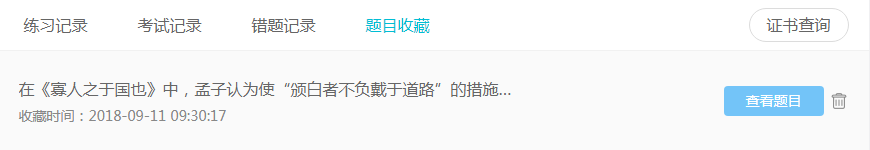 练习记录 考试记录 错题记录 题目收藏 证书查询
在《寡人之于国也》中，孟子认为使“颁白者不负戴于道路”的措施...
查看题目
收藏时间：2018-09-11 09:30:17